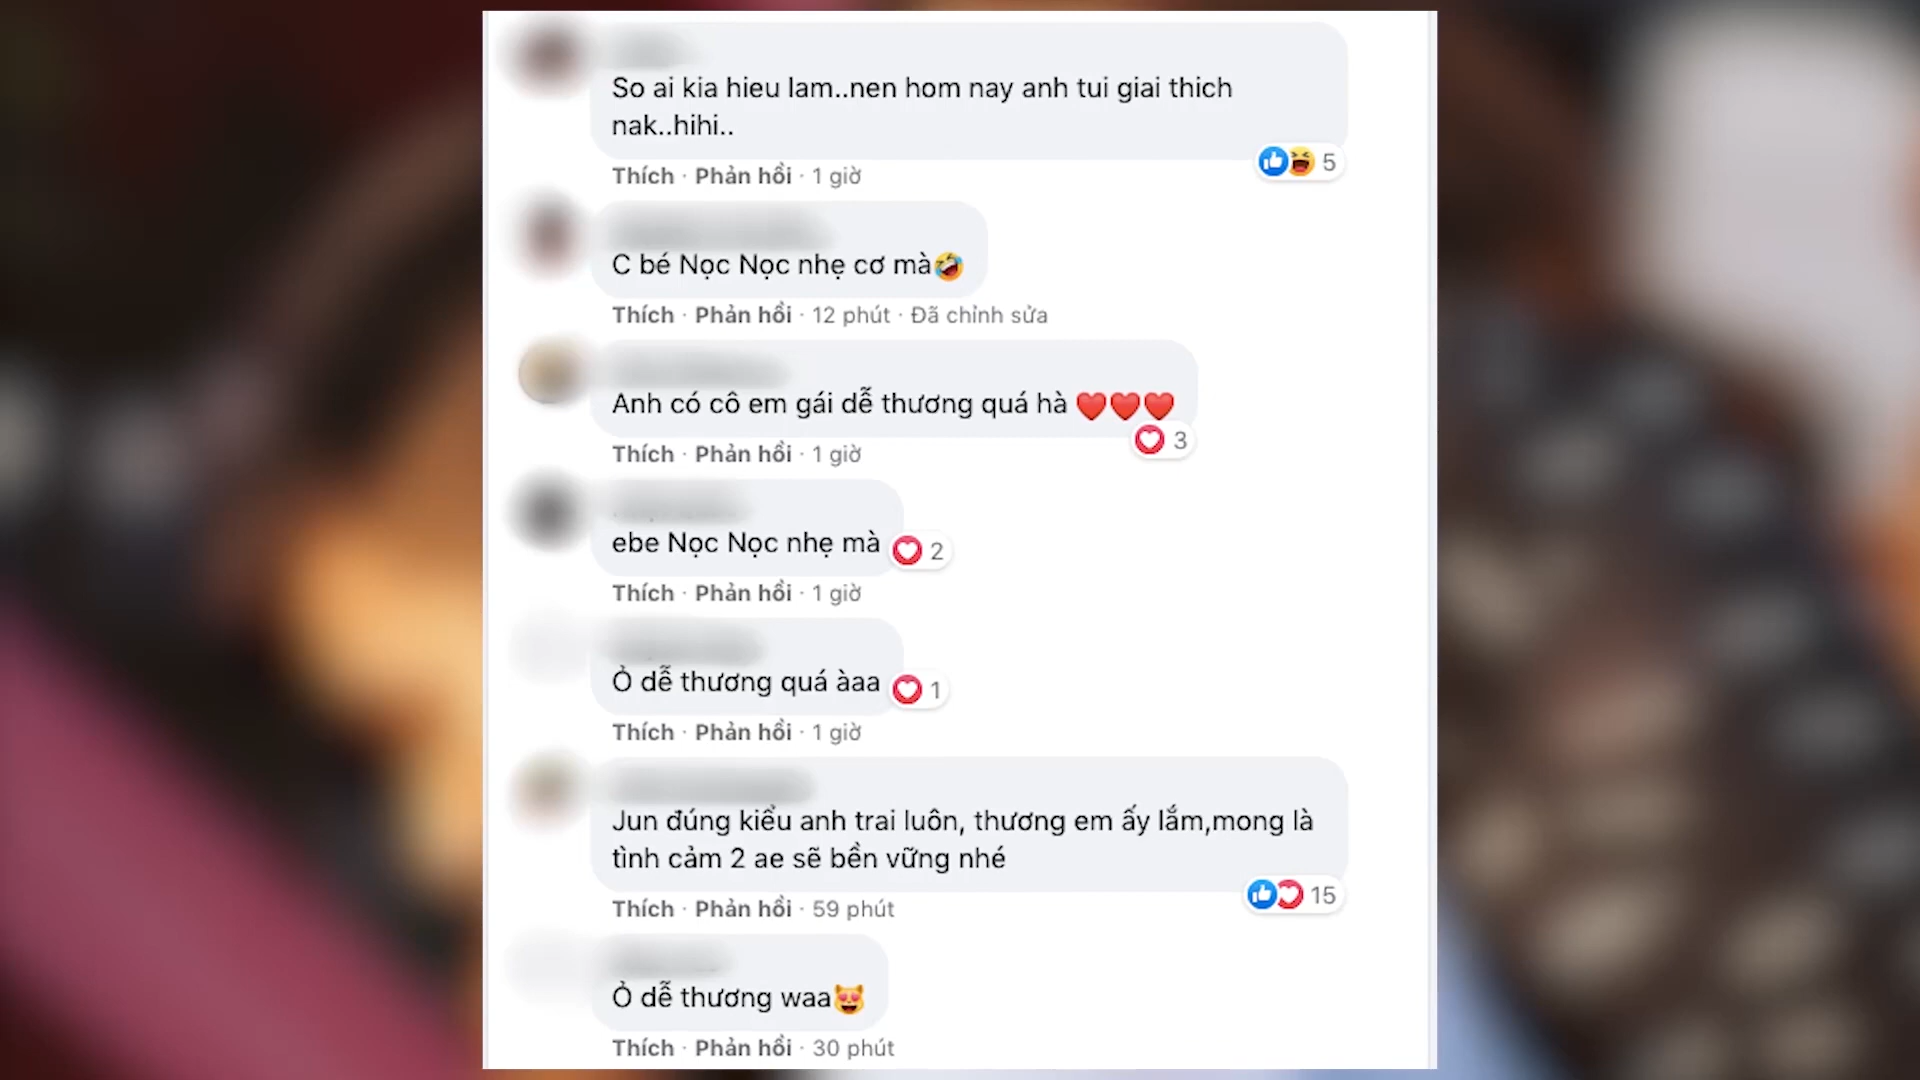 So ai kia hieu lam..nen hom nay anh tui giai thich
nak..hihi..
5
Thích · Phản hồi · 1 giờ
C bé Nọc Nọc nhẹ cơ mà🤣
Thích · Phản hồi · 12 phút · Đã chỉnh sửa
Anh có cô em gái dễ thương quá hà ❤️❤️❤️
3
Thích · Phản hồi · 1 giờ
ebe Nọc Nọc nhẹ mà
2
Thích · Phản hồi · 1 giờ
Ỏ dễ thương quá àaa
1
Thích · Phản hồi · 1 giờ
Jun đúng kiểu anh trai luôn, thương em ấy lắm,mong là
tình cảm 2 ae sẽ bền vững nhé
15
Thích · Phản hồi · 59 phút
Ỏ dễ thương waa😻
Thích · Phản hồi · 30 phút